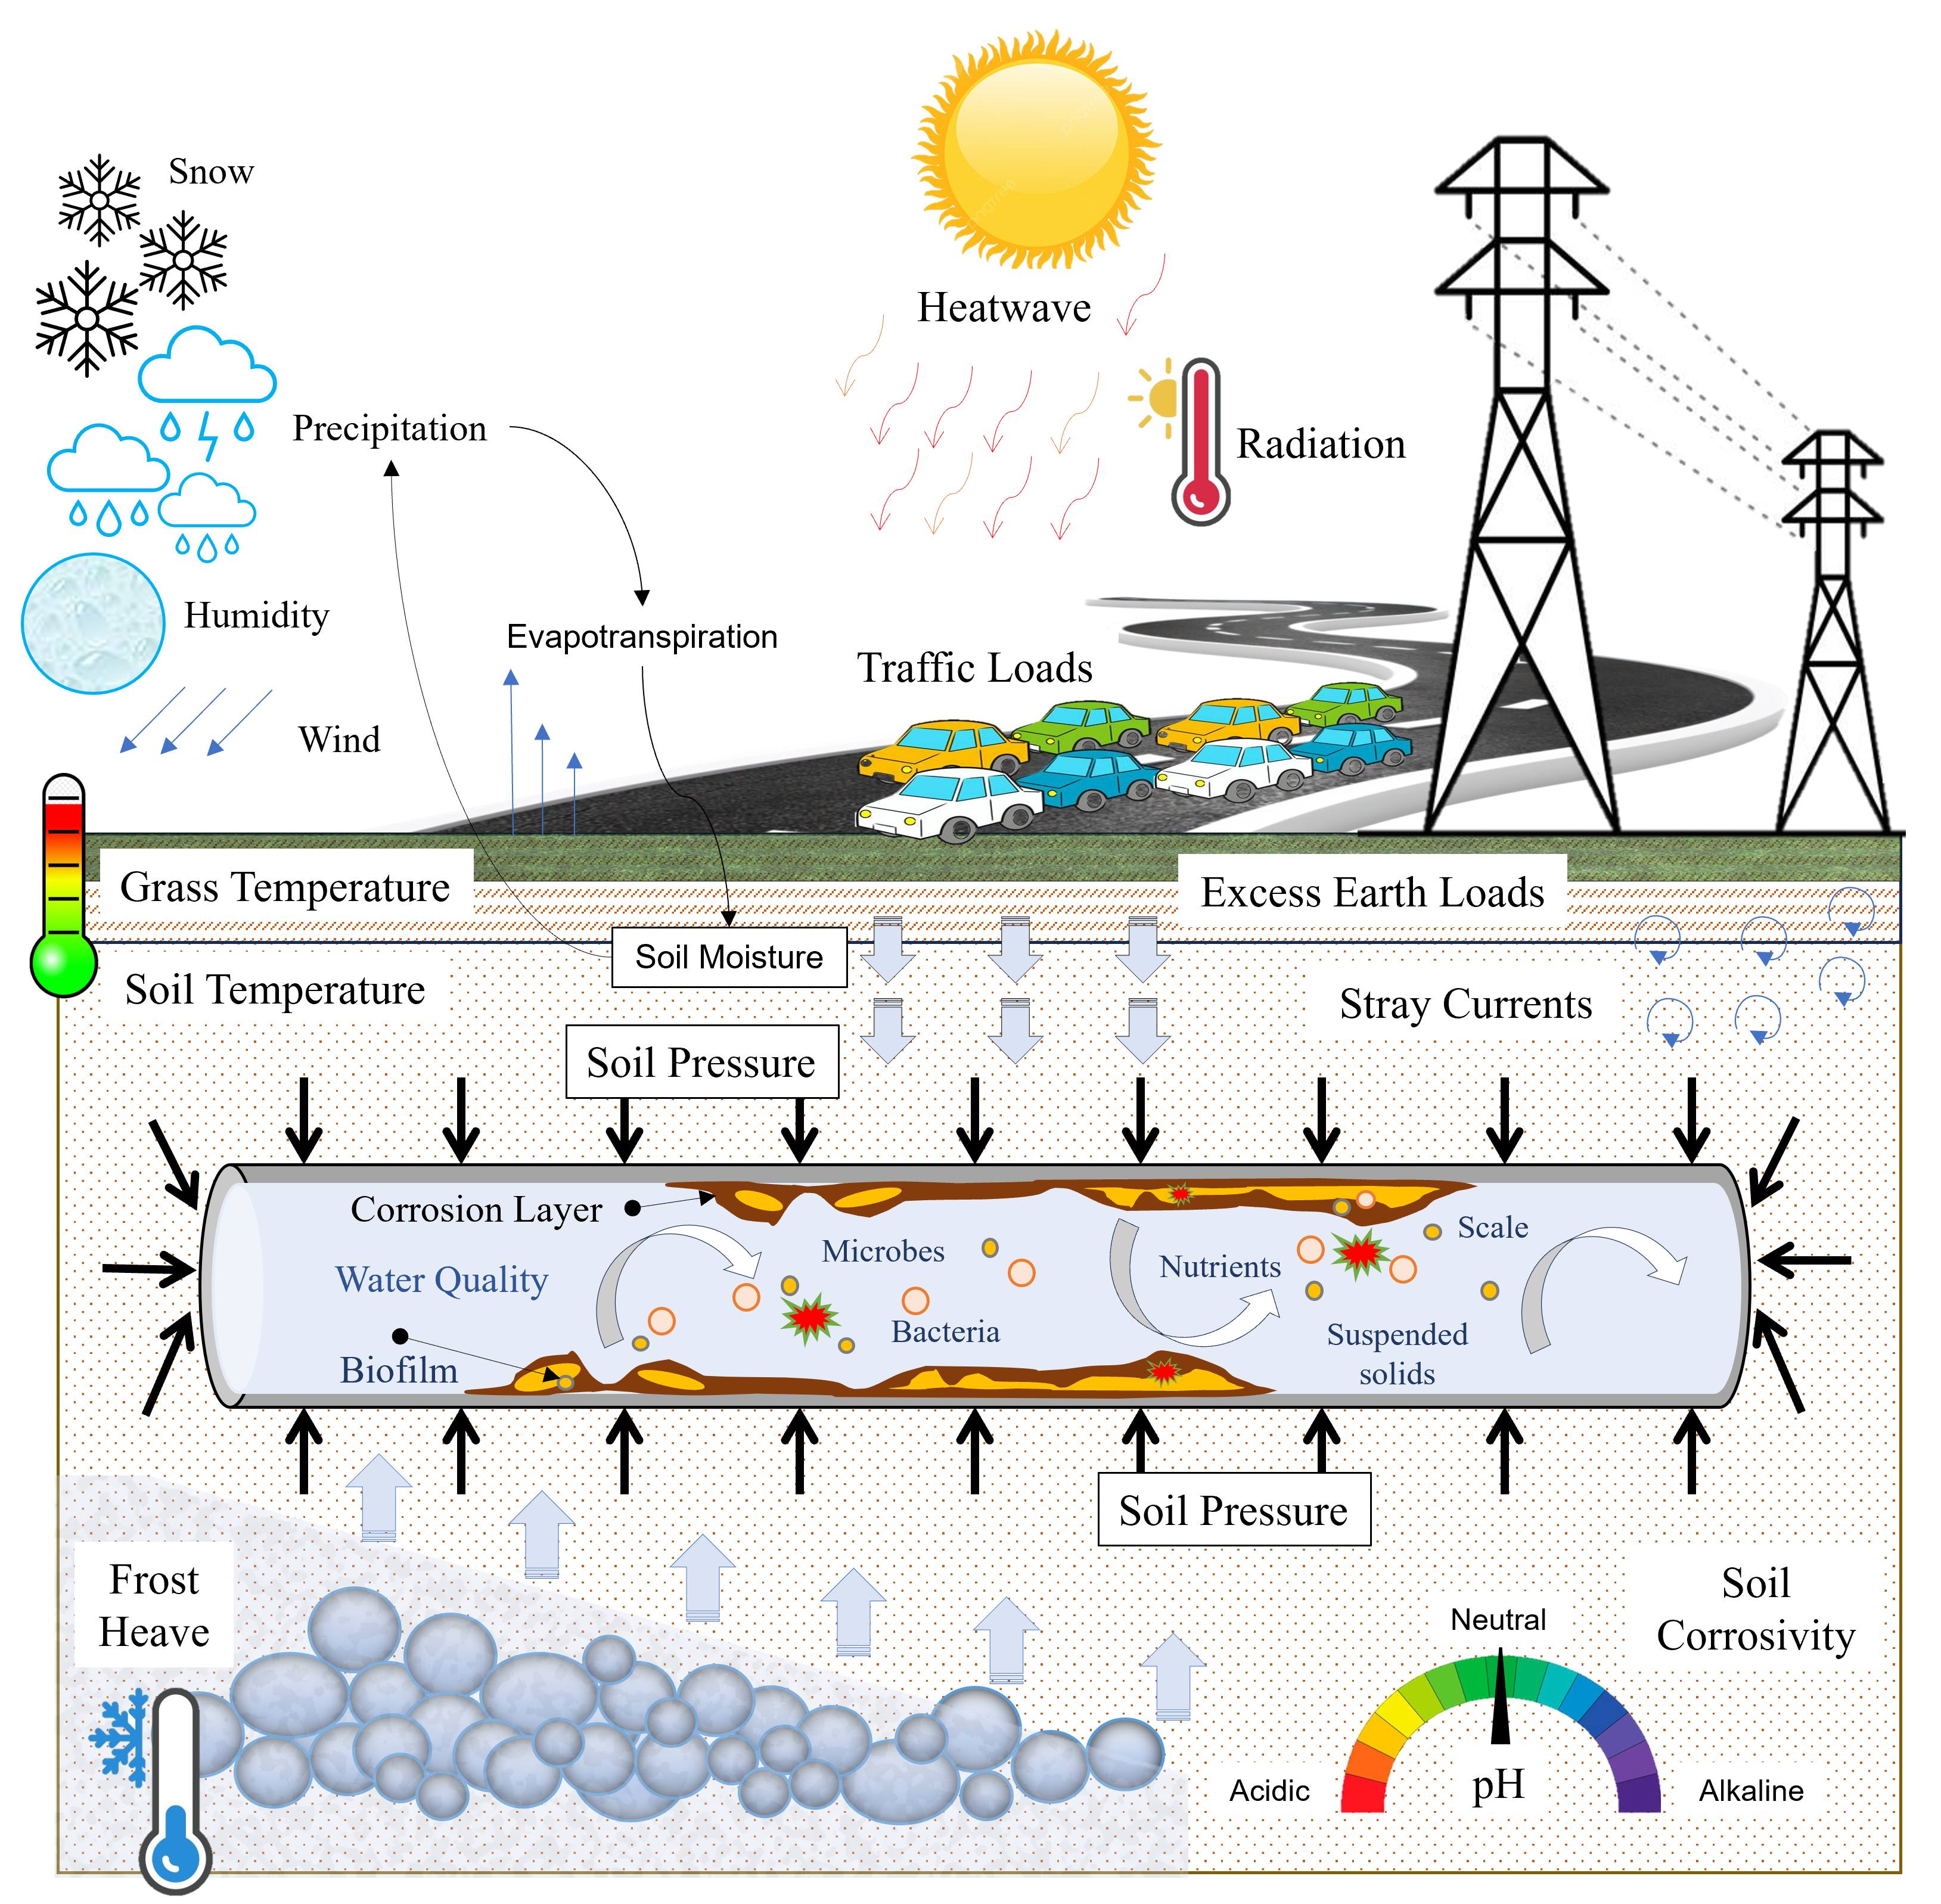 Snow
Heatwave
Precipitation
Radiation
Humidity
Evapotranspiration
Traffic Loads
Wind
Grass Temperature
Excess Earth Loads
Soil Moisture
Soil Temperature
Stray Currents
Soil Pressure
Corrosion Layer
Scale
Microbes
Nutrients
Water Quality
Bacteria
Suspended
solids
Biofilm
Soil Pressure
Frost
Heave
Soil
Corrosivity
Neutral
Acidic
pH
Alkaline